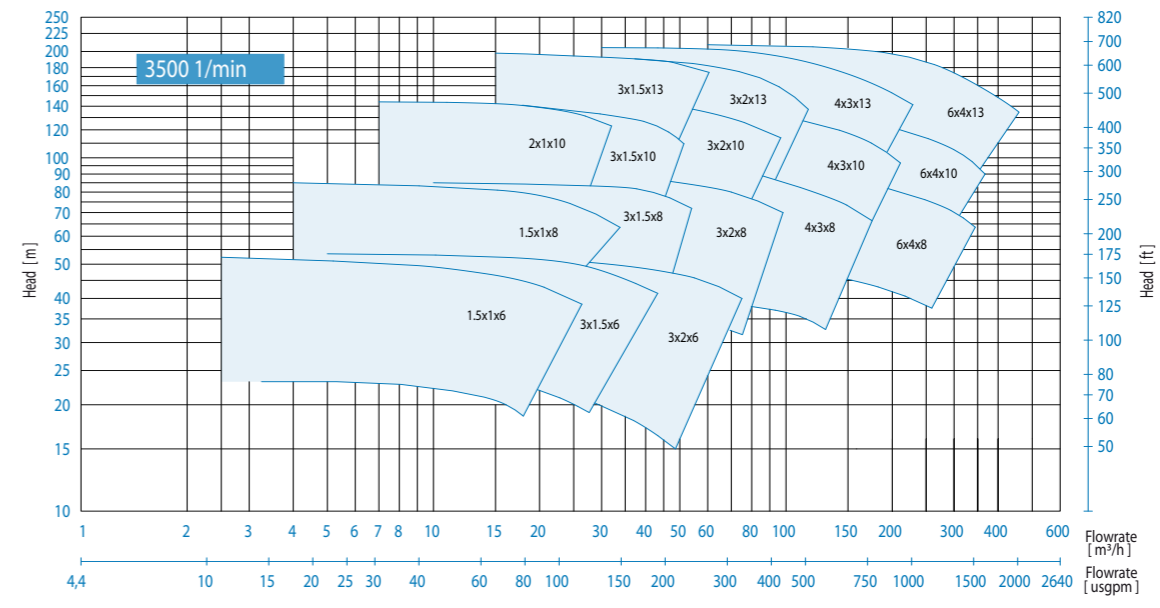 3500 1/min
Head [ m ]
250
225
200
180
160
140
120
100
90
80
70
60
50
40
35
30
25
20
15
10
820
700
600
500
400
350
300
250
200
175
150
125
100
80
70
60
50
Head [ ft ]
3x1.5x13
3x2x13
4x3x13
6x4x13
2x1x10
3x1.5x10
3x2x10
4x3x10
6x4x10
1.5x1x8
3x1.5x8
3x2x8
4x3x8
6x4x8
1.5x1x6
3x1.5x6
3x2x6
1 2 3 4 5 6 7 8 10 15 20 30 40 50 60 80 100 150 200 300 400 600
Flowrate
[ m³/h ]
4,4 10 15 20 25 30 40 60 80 100 150 200 300 400 500 750 1000 1500 2000 2640
Flowrate
[ usgpm ]